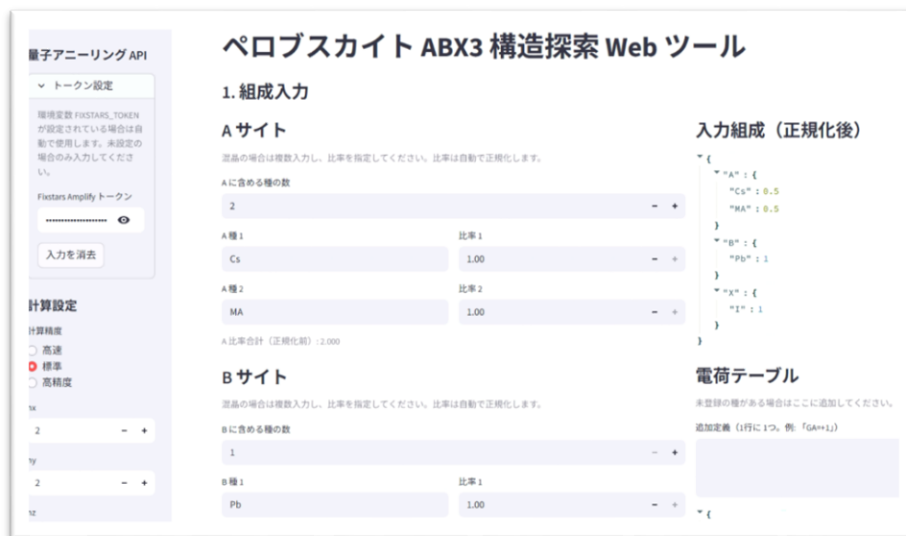 量子アニーリング API
トークン設定
環境変数 FIXSTARS_TOKEN
が設定されている場合は自
動で使用します。未設定の
場合のみ入力してくださ
い。
Fixstars Amplify トークン
入力を消去
計算設定
計算精度
高速
標準
高精度
nx
2
ny
2
nz
ペロブスカイト ABX3 構造探索 Web ツール
1. 組成入力
A サイト
混晶の場合は複数入力し、比率を指定してください。比率は自動で正規化します。
A に含める種の数
2
A 種 1
比率 1
Cs
1.00
A 種 2
比率 2
MA
1.00
A 比率合計（正規化前）: 2.000
B サイト
混晶の場合は複数入力し、比率を指定してください。比率は自動で正規化します。
B に含める種の数
1
B 種 1
比率 1
Pb
1.00
入力組成（正規化後）
{
"A" : {
"Cs" : 0.5
"MA" : 0.5
}
"B" : {
"Pb" : 1
}
"X" : {
"I" : 1
}
}
電荷テーブル
未登録の種がある場合はここに追加してください。
追加定義（1行に 1つ。例: 「GA=+1」）
{